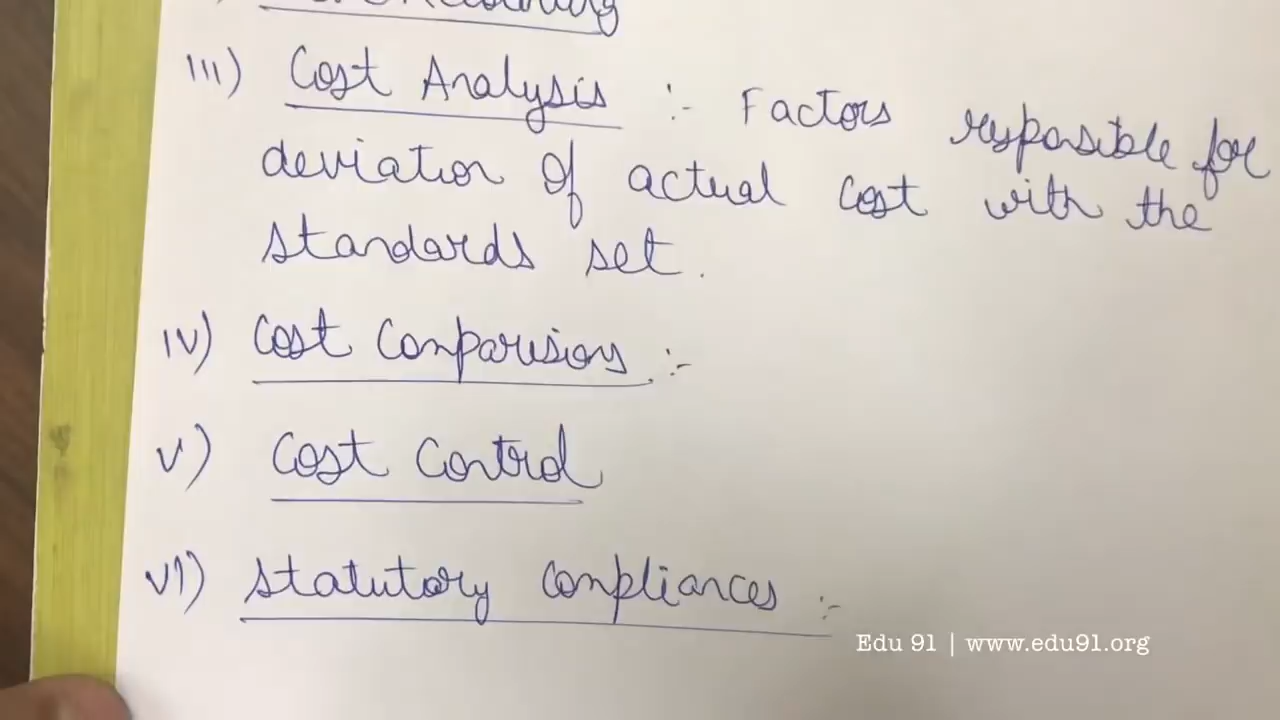 III) Cost Analysis :- Factors resposible for
deviation of actual cost with the
standards set.
IV) Cost Comparisions :-
V) Cost Control
VI) Statutory Compliances :-
Edu 91 | www.edu91.org